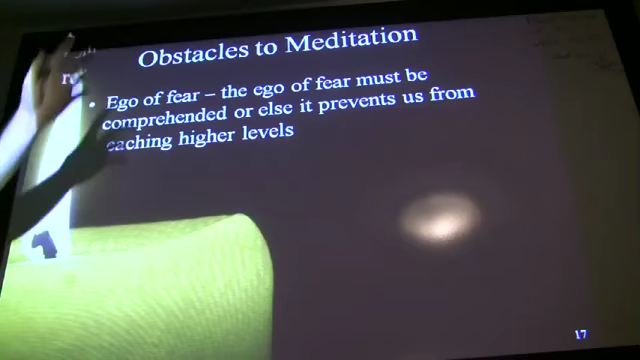 Obstacles to Meditation
• Ego of fear – the ego of fear must be
comprehended or else it prevents us from
eaching higher levels
17